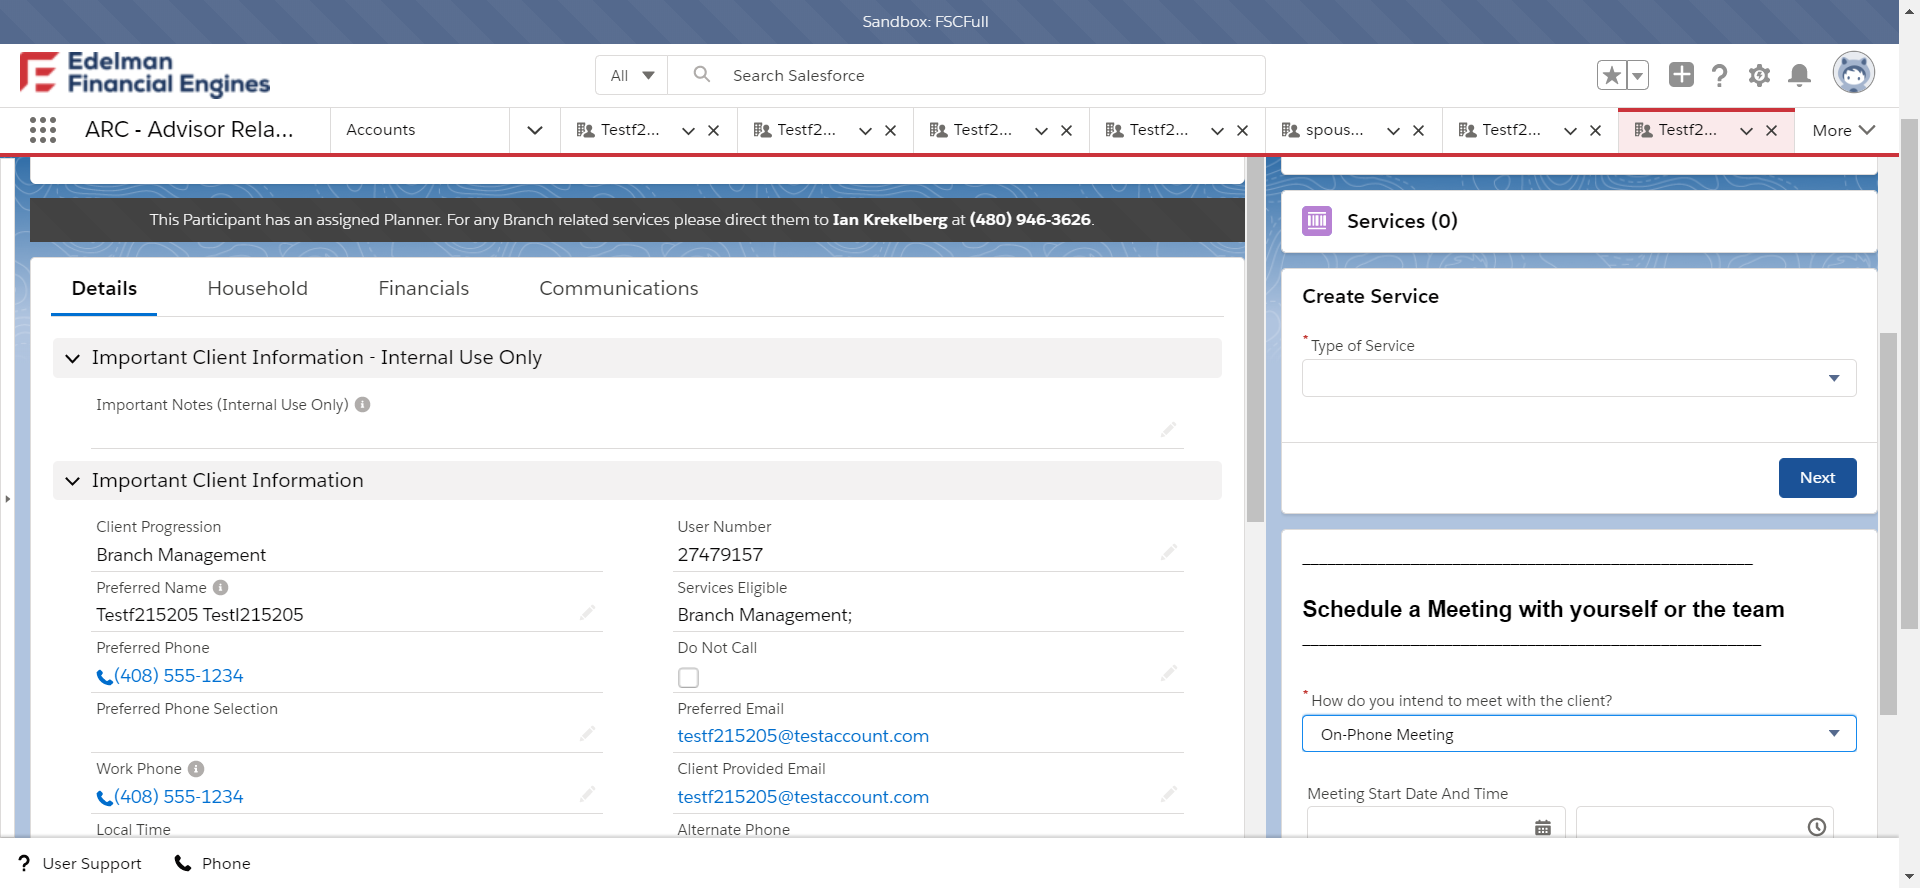 Sandbox: FSCFull
Edelman
Financial Engines
All
Search Salesforce
ARC - Advisor Rela...
Accounts
Testf2...
Testf2...
Testf2...
Testf2...
spous...
Testf2...
Testf2...
More
This Participant has an assigned Planner. For any Branch related services please direct them to Ian Krekelberg at (480) 946-3626.
Details
Household
Financials
Communications
Important Client Information - Internal Use Only
Important Notes (Internal Use Only)
Important Client Information
Client Progression
Branch Management
User Number
27479157
Preferred Name
Testf215205 Testl215205
Services Eligible
Branch Management;
Preferred Phone
(408) 555-1234
Do Not Call
Preferred Phone Selection
Preferred Email
testf215205@testaccount.com
Work Phone
(408) 555-1234
Client Provided Email
testf215205@testaccount.com
Local Time
Alternate Phone
Services (0)
Create Service
* Type of Service
Next
Schedule a Meeting with yourself or the team
* How do you intend to meet with the client?
On-Phone Meeting
Meeting Start Date And Time
? User Support
Phone